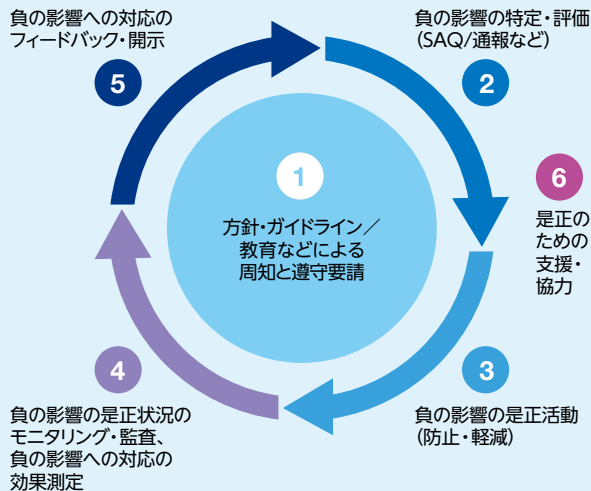 負の影響への対応の
フィードバック・開示
5
負の影響の特定・評価
（SAQ/通報など）
2
1
方針・ガイドライン／
教育などによる
周知と遵守要請
6
是正の
ための
支援・
協力
4
負の影響の是正状況の
モニタリング・監査、
負の影響への対応の
効果測定
3
負の影響の是正活動
（防止・軽減）